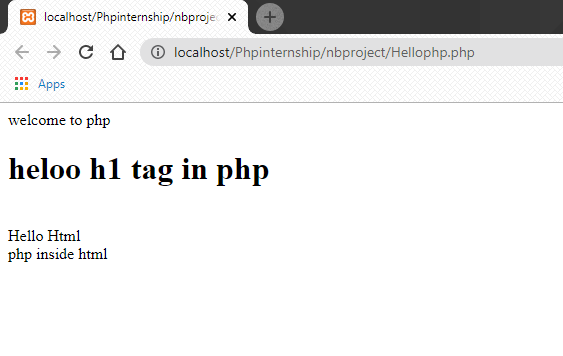 localhost/Phpinternship/nbprojec
localhost/Phpinternship/nbproject/Hellophp.php
Apps
welcome to php
heloo h1 tag in php
Hello Html
php inside html